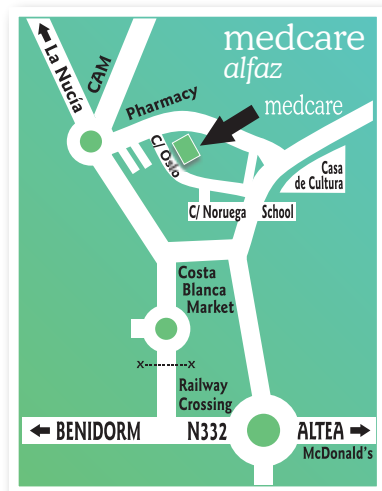 medcare
alfaz
La Nucía
CAM
Pharmacy
medcare
C/ Oslo
Casa
de Cultura
C/ Noruega
School
Costa
Blanca
Market
x-----------x
Railway
Crossing
BENIDORM
N332
ALTEA
McDonald's